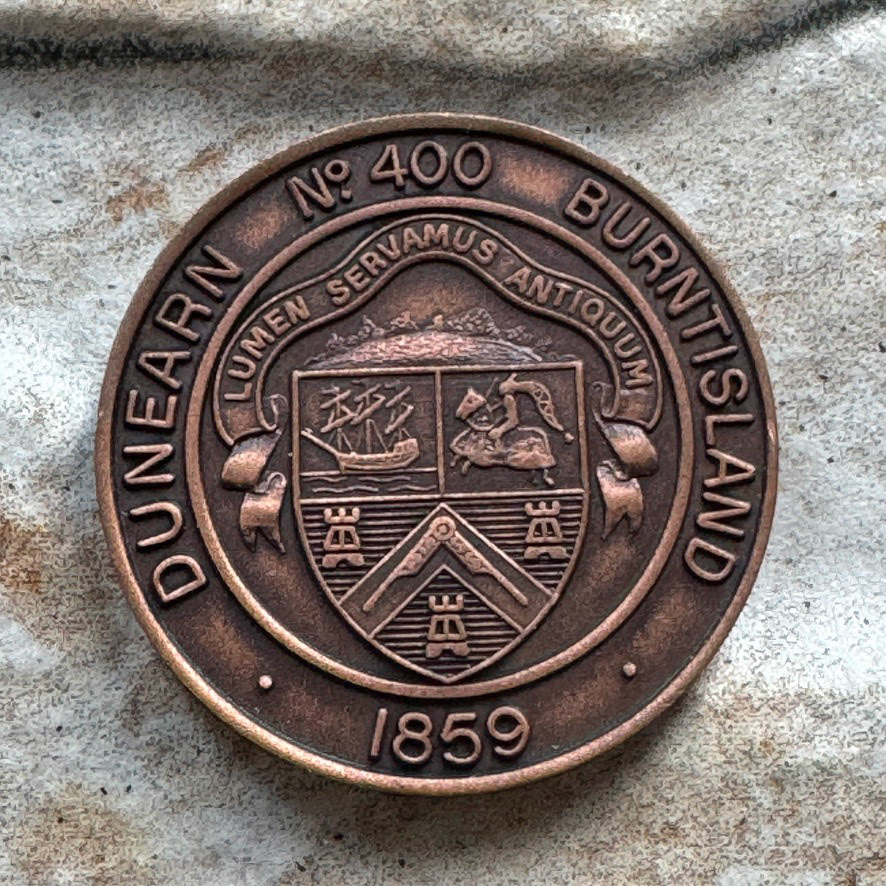 DUNEARN Nº. 400 BURNTISLAND
LUMEN SERVAMUS ANTIQUUM
1859